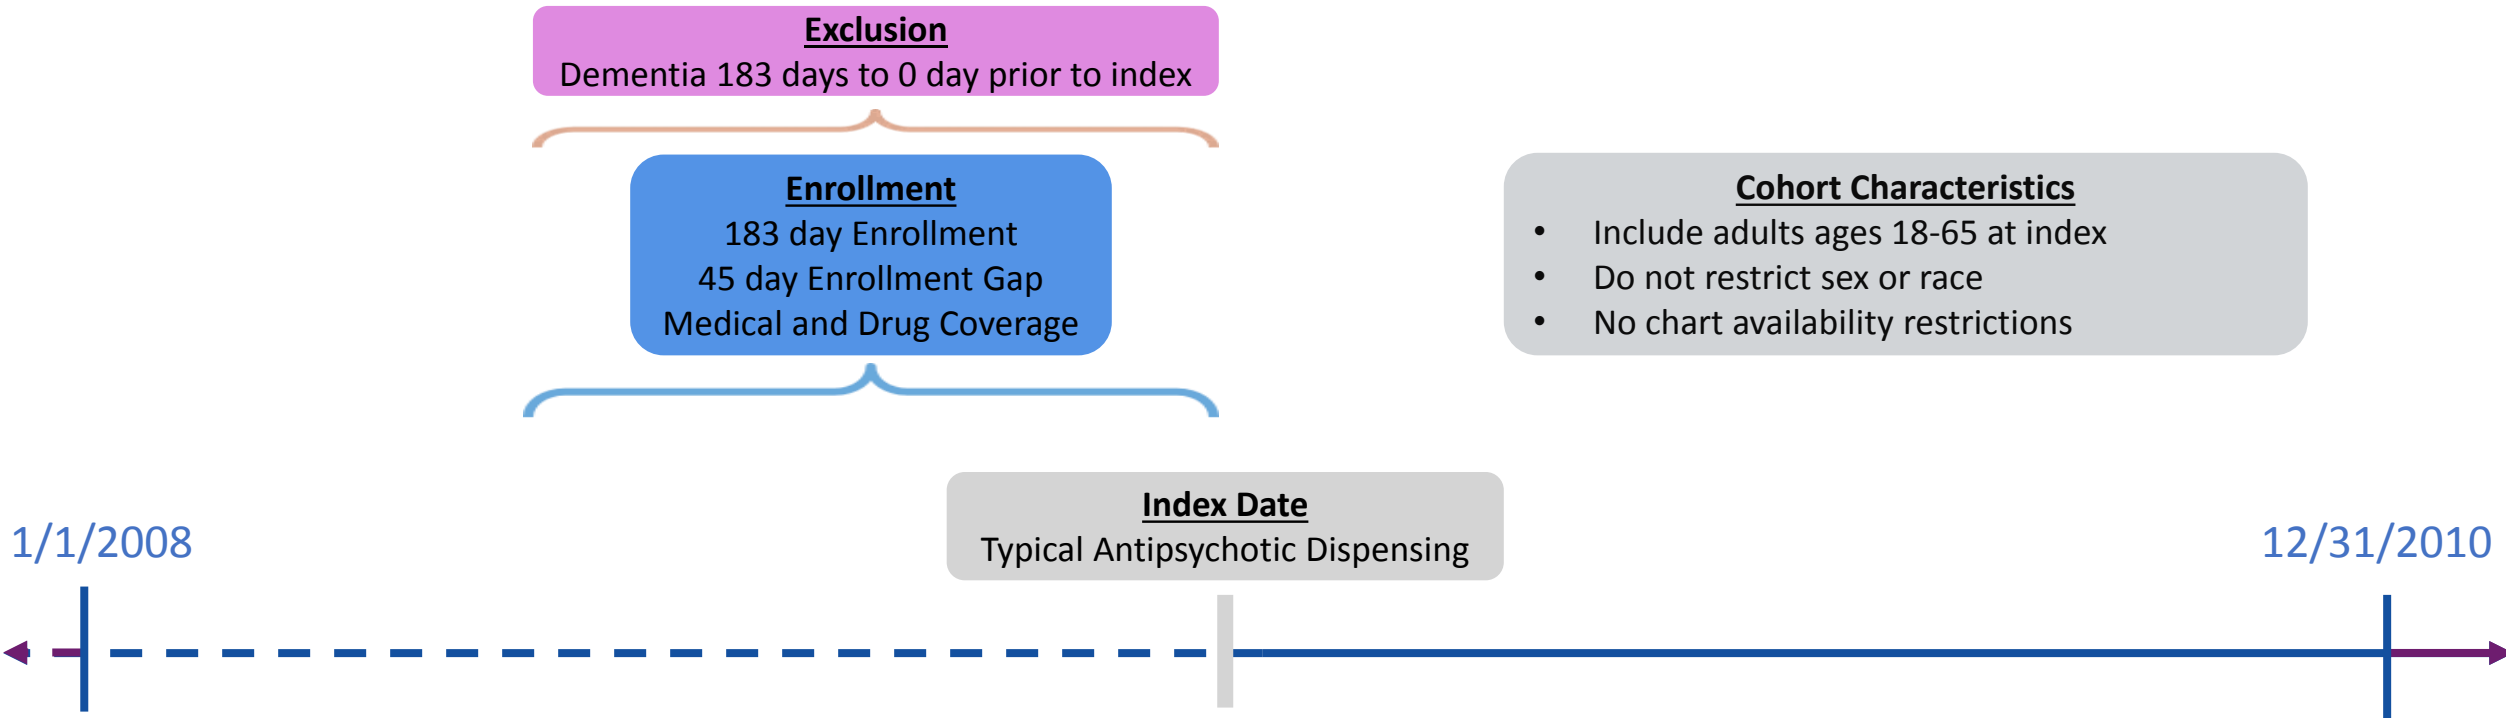 Exclusion
Dementia 183 days to 0 day prior to index
Enrollment
183 day Enrollment
45 day Enrollment Gap
Medical and Drug Coverage
Cohort Characteristics
• Include adults ages 18-65 at index
• Do not restrict sex or race
• No chart availability restrictions
Index Date
Typical Antipsychotic Dispensing
1/1/2008
12/31/2010